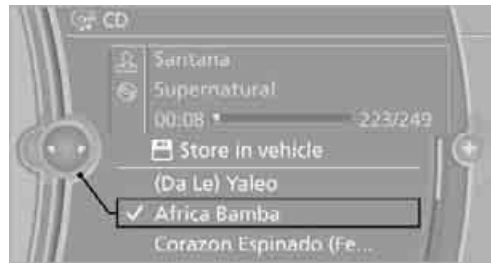 CD
Santana
Supernatural
00:08 223/249
Store in vehicle
(Da Le) Yaleo
Africa Bamba
Corazon Espinado (Fe...